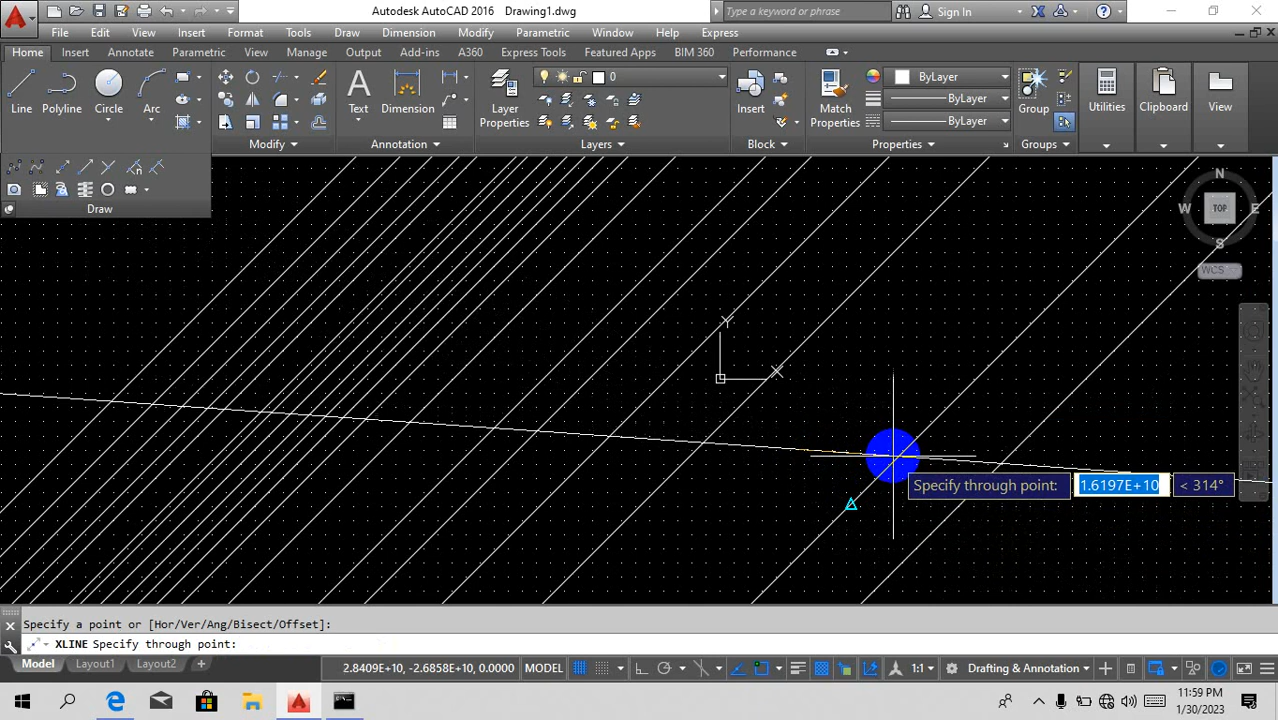 Autodesk AutoCAD 2016 Drawing1.dwg
Type a keyword or phrase
Sign In
File Edit View Insert Format Tools Draw Dimension Modify Parametric Window Help Express
Home Insert Annotate Parametric View Manage Output Add-ins A360 Express Tools Featured Apps BIM 360 Performance
Line Polyline Circle Arc
A
Text Dimension
Layer Properties
0
Insert
Match Properties
ByLayer
ByLayer
ByLayer
Group
Utilities
Clipboard
View
Modify Annotation Layers Block Properties Groups
Draw
N
W TOP E
S
WCS
Y
X
Specify through point: 1.6197E+10 < 314°
Specify a point or [Hor/Ver/Ang/Bisect/Offset]:
XLINE Specify through point:
Model Layout1 Layout2 +
2.8409E+10, -2.6858E+10, 0.0000 MODEL
1:1
Drafting & Annotation
11:59 PM
1/30/2023